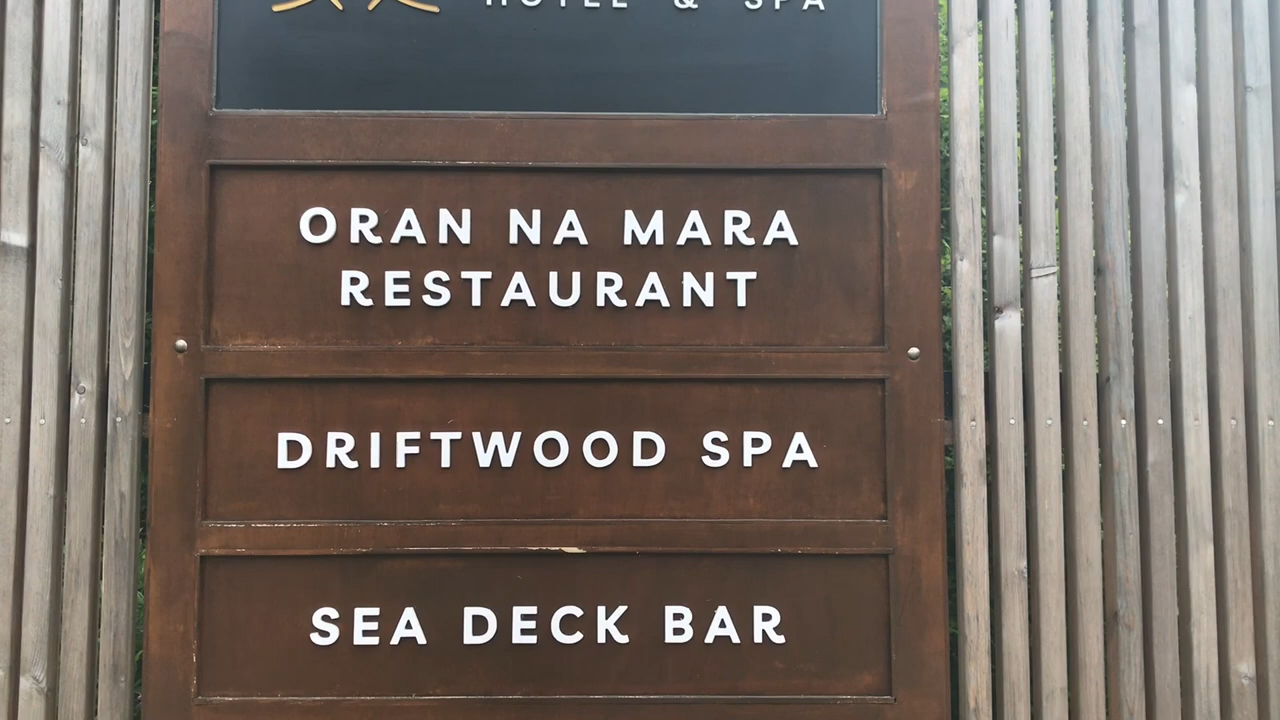 HOTEL & SPA
ORAN NA MARA
RESTAURANT
DRIFTWOOD SPA
SEA DECK BAR